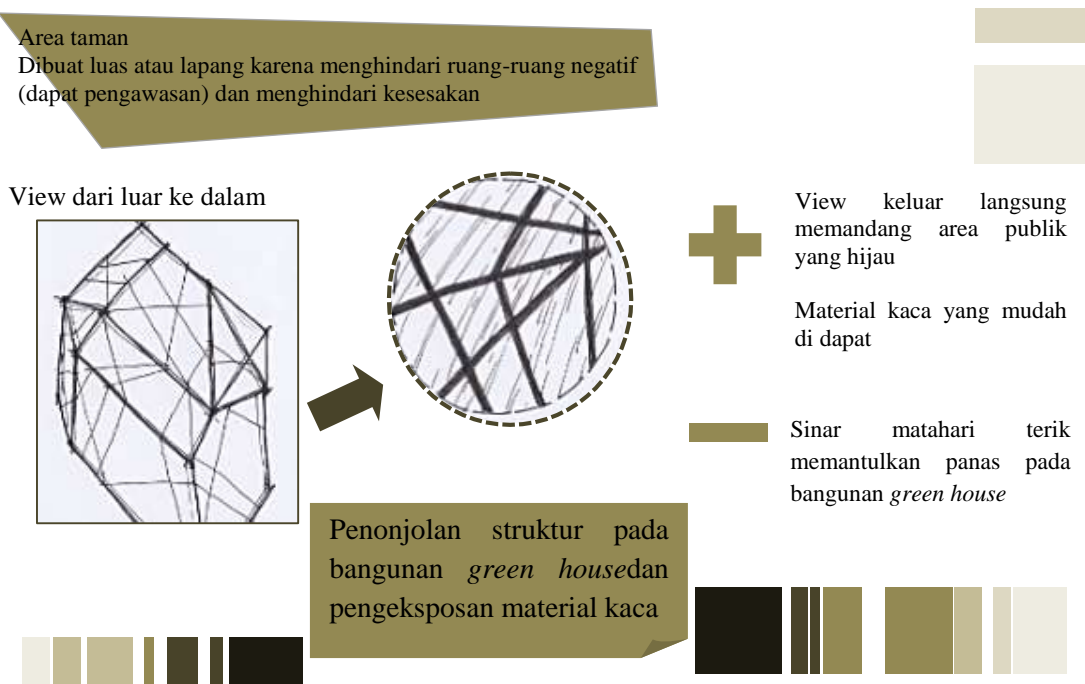 Area taman
Dibuat luas atau lapang karena menghindari ruang-ruang negatif
(dapat pengawasan) dan menghindari kesesakan
View dari luar ke dalam
View keluar langsung
memandang area publik
yang hijau
Material kaca yang mudah
di dapat
Sinar matahari terik
memantulkan panas pada
bangunan green house
Penonjolan struktur pada
bangunan green housedan
pengeksposan material kaca